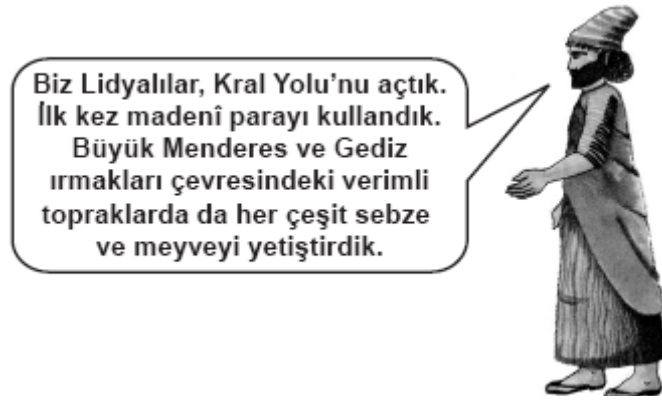 Biz Lidyalılar, Kral Yolu’nu açtık.
İlk kez madenî parayı kullandık.
Büyük Menderes ve Gediz
ırmakları çevresindeki verimli
topraklarda da her çeşit sebze
ve meyveyi yetiştirdik.